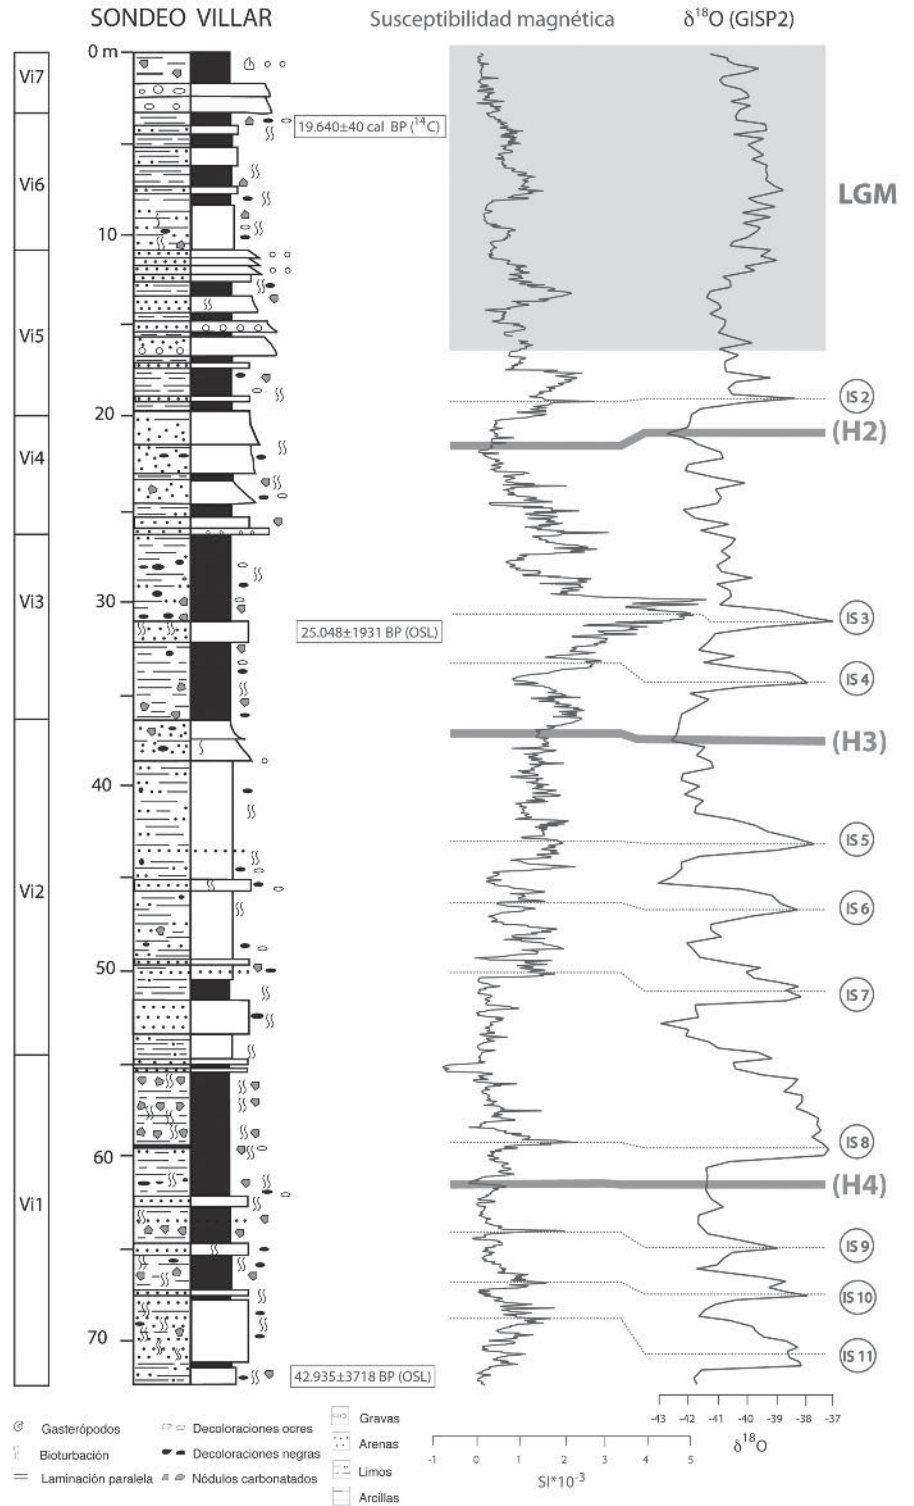 SONDEO VILLAR
Susceptibilidad magnética
δ¹⁸O (GISP2)
0 m
Vi7
19.640±40 cal BP (¹⁴C)
Vi6
LGM
10
Vi5
IS 2
20
(H2)
Vi4
Vi3
30
IS 3
25.048±1931 BP (OSL)
IS 4
(H3)
40
IS 5
Vi2
IS 6
50
IS 7
60
IS 8
(H4)
Vi1
IS 9
IS 10
70
IS 11
42.935±3718 BP (OSL)
-43 -42 -41 -40 -38 -37
δ¹⁸O
-1 0 1 2 3 4 5
SI*10⁻³
Gasterópodos
Bioturbación
Laminación paralela
Decoloraciones ocres
Decoloraciones negras
Nódulos carbonatados
Gravas
Arenas
Limos
Arcillas